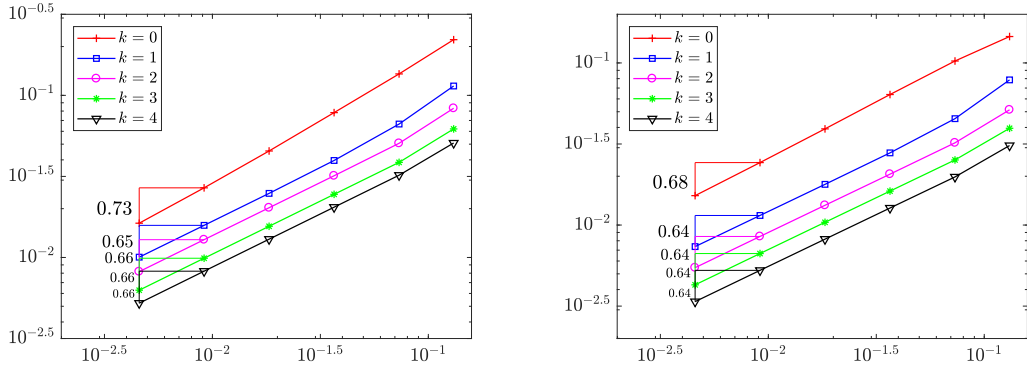 10^-0.5
10^-1
10^-1.5
10^-2
10^-2.5
k = 0
k = 1
k = 2
k = 3
k = 4
0.73
0.65
0.66
0.66
0.66
10^-2.5 10^-2 10^-1.5 10^-1
10^-1
10^-1.5
10^-2
10^-2.5
k = 0
k = 1
k = 2
k = 3
k = 4
0.68
0.64
0.64
0.64
0.64
10^-2.5 10^-2 10^-1.5 10^-1